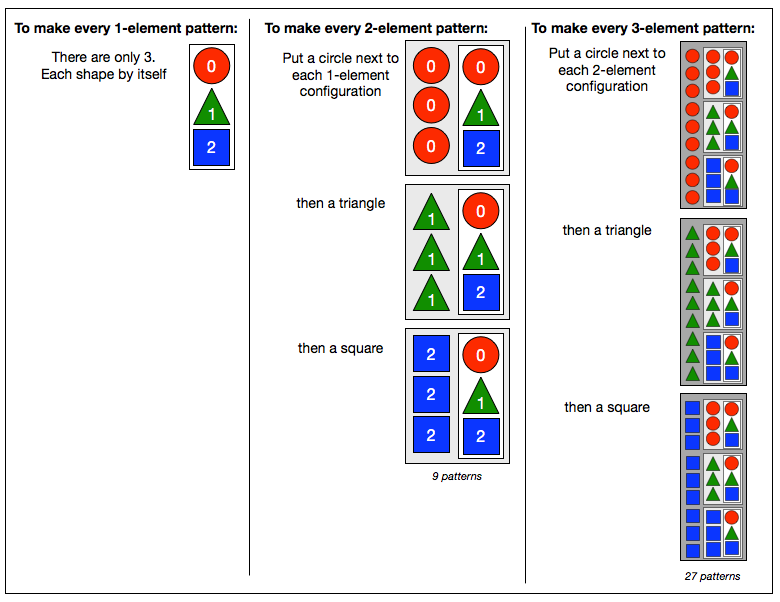 To make every 1-element pattern:
There are only 3.
Each shape by itself
0
1
2
To make every 2-element pattern:
Put a circle next to
each 1-element
configuration
0 0
0 1
0 2
then a triangle
1 0
1 1
1 2
then a square
2 0
2 1
2 2
9 patterns
To make every 3-element pattern:
Put a circle next to
each 2-element
configuration
then a triangle
then a square
27 patterns